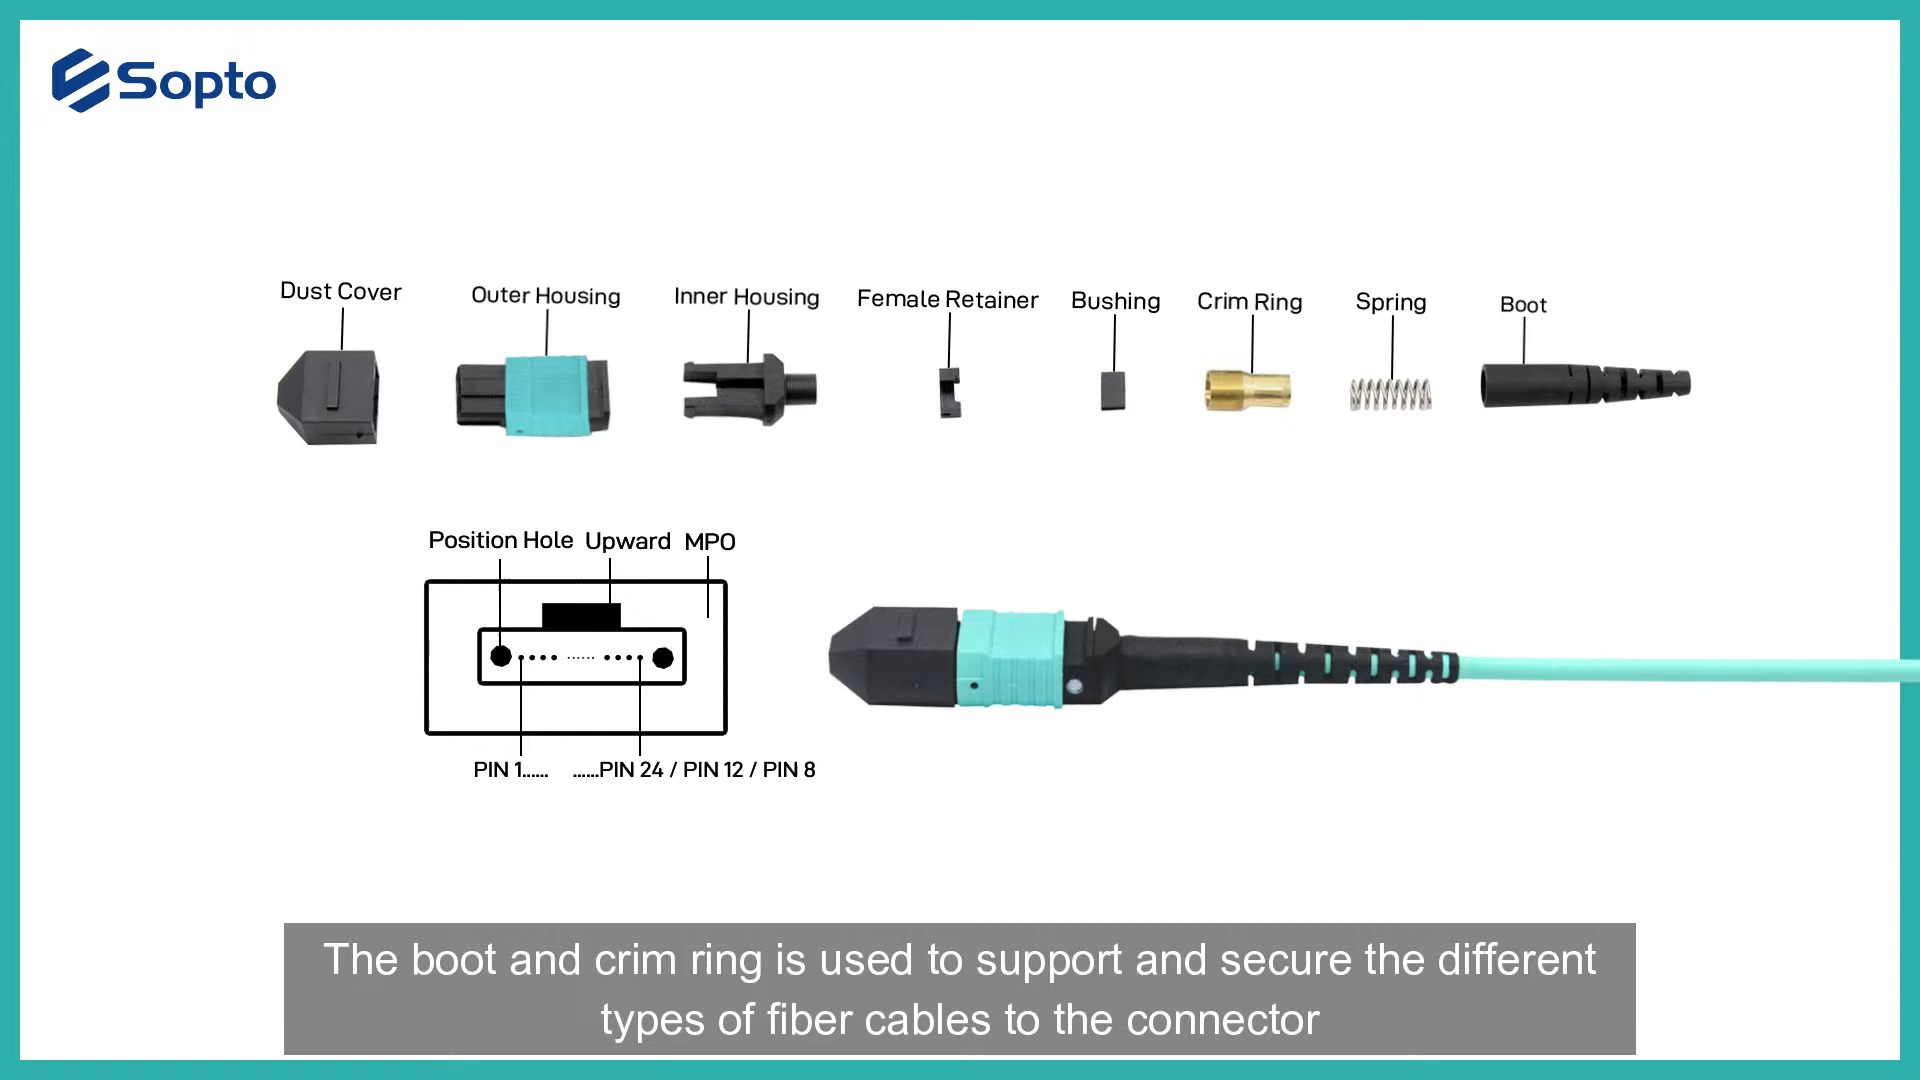 Sopto
Dust Cover
Outer Housing
Inner Housing
Female Retainer
Bushing
Crim Ring
Spring
Boot
Position Hole
Upward
MPO
PIN 1......
......PIN 24 / PIN 12 / PIN 8
The boot and crim ring is used to support and secure the different
types of fiber cables to the connector